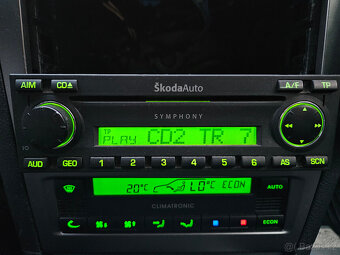 AIM CD ŠkodaAuto A/F TP
SYMPHONY
TP
PLAY CD2 TR 7
AUD GEO 1 2 3 4 5 6 AS SCN
20°C LO°C ECON AUTO
CLIMATRONIC
ECON